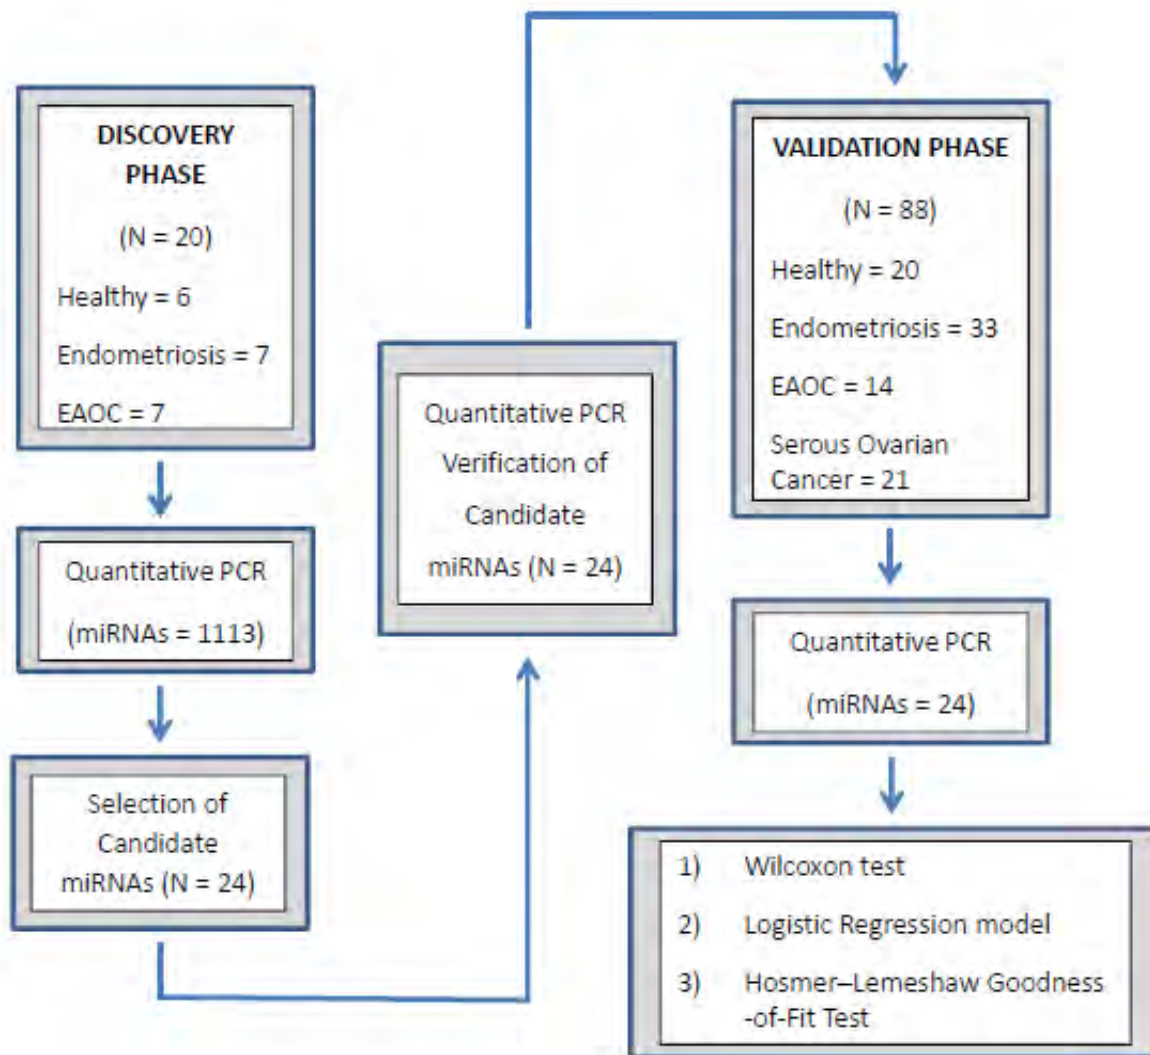 DISCOVERY
PHASE
(N = 20)
Healthy = 6
Endometriosis = 7
EAOC = 7
Quantitative PCR
(miRNAs = 1113)
Selection of
Candidate
miRNAs (N = 24)
Quantitative PCR
Verification of
Candidate
miRNAs (N = 24)
VALIDATION PHASE
(N = 88)
Healthy = 20
Endometriosis = 33
EAOC = 14
Serous Ovarian
Cancer = 21
Quantitative PCR
(miRNAs = 24)
1) Wilcoxon test
2) Logistic Regression model
3) Hosmer–Lemeshaw Goodness
-of-Fit Test